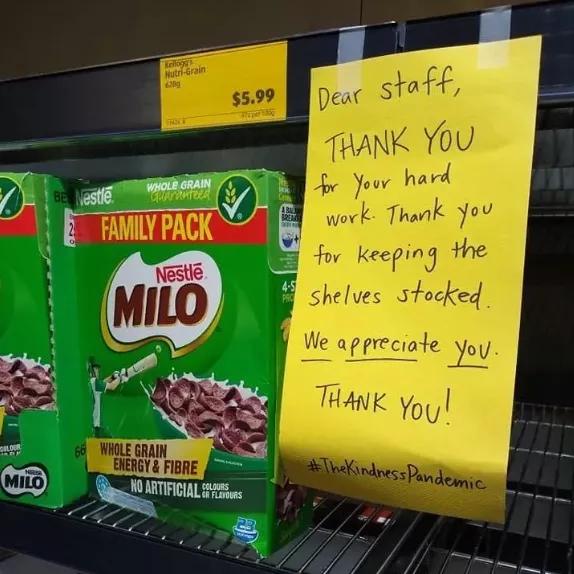 Kellogg's
Nutri-Grain
$5.99
Dear staff,
THANK YOU
for your hard
work. Thank you
for keeping the
shelves stocked.
We appreciate you.
THANK YOU!
#TheKindnessPandemic
Nestlé
WHOLE GRAIN
Guaranteed
FAMILY PACK
Nestlé
MILO
WHOLE GRAIN
ENERGY & FIBRE
NO ARTIFICIAL COLOURS
OR FLAVOURS
MILO